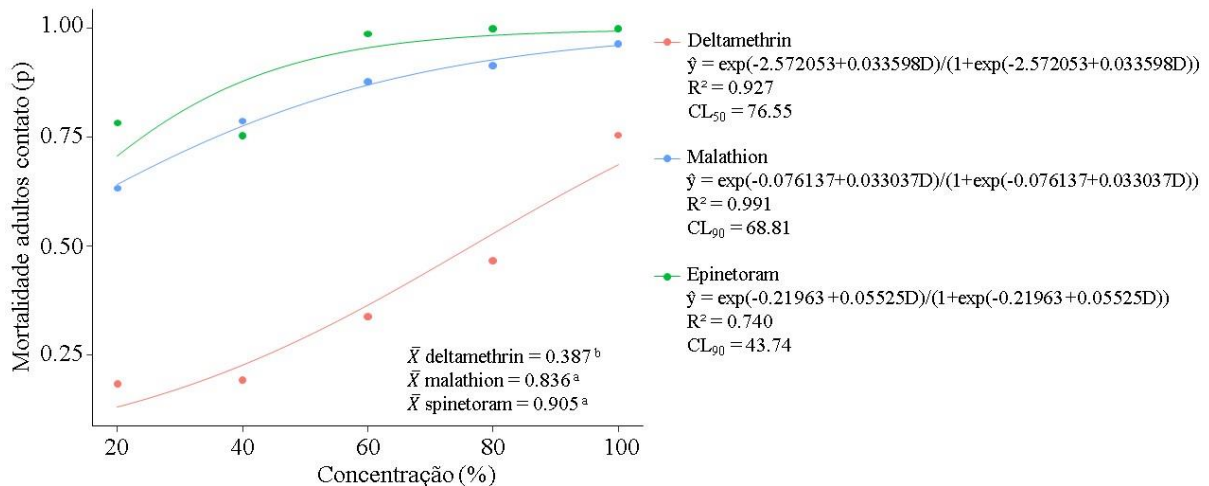 Mortalidade adultos contato (p)
1.00
0.75
0.50
0.25
20
40
60
80
100
Concentração (%)
X̄ deltamethrin = 0.387 ᵇ
X̄ malathion = 0.836 ᵃ
X̄ spinetoram = 0.905 ᵃ
Deltamethrin
ŷ = exp(-2.572053+0.033598D)/(1+exp(-2.572053+0.033598D))
R² = 0.927
CL₅₀ = 76.55
Malathion
ŷ = exp(-0.076137+0.033037D)/(1+exp(-0.076137+0.033037D))
R² = 0.991
CL₉₀ = 68.81
Epinetoram
ŷ = exp(-0.21963+0.05525D)/(1+exp(-0.21963+0.05525D))
R² = 0.740
CL₉₀ = 43.74